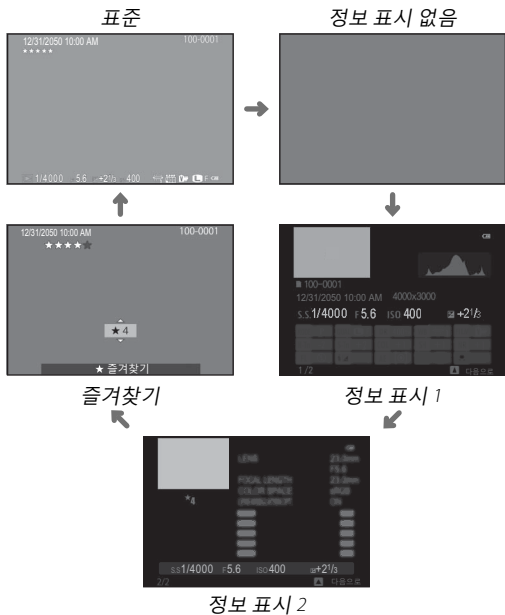 표준
12/31/2050 10:00 AM 100-0001
★★★★★
1/4000 5.6 +2 1/3 400 F
정보 표시 없음
100-0001
12/31/2050 10:00 AM 4000x3000
S.S. 1/4000 F 5.6 ISO 400 +2 1/3
1/2 다음으로
정보 표시 1
LENS 23.0mm
F5.6
FOCAL LENGTH 23.0mm
COLOR SPACE sRGB
ON
★4
S.S 1/4000 F5.6 ISO 400 +2 1/3
2/2 다음으로
정보 표시 2
12/31/2050 10:00 AM 100-0001
★★★★★
★4
★ 즐겨찾기
즐겨찾기